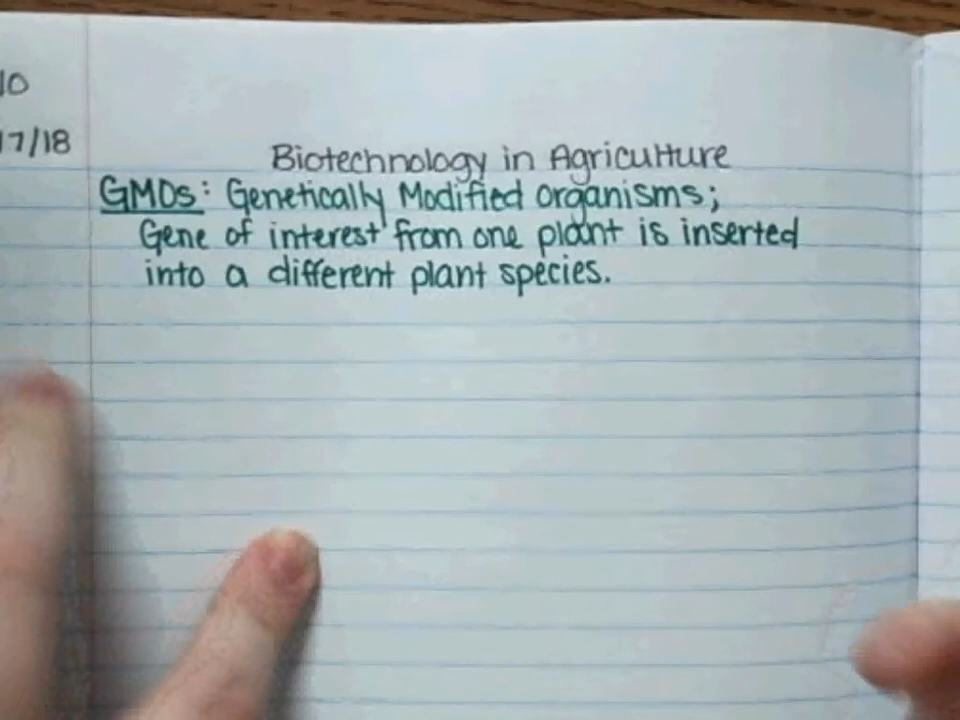 10
17/18
Biotechnology in Agriculture
GMOs: Genetically Modified Organisms;
Gene of interest from one plant is inserted
into a different plant species.